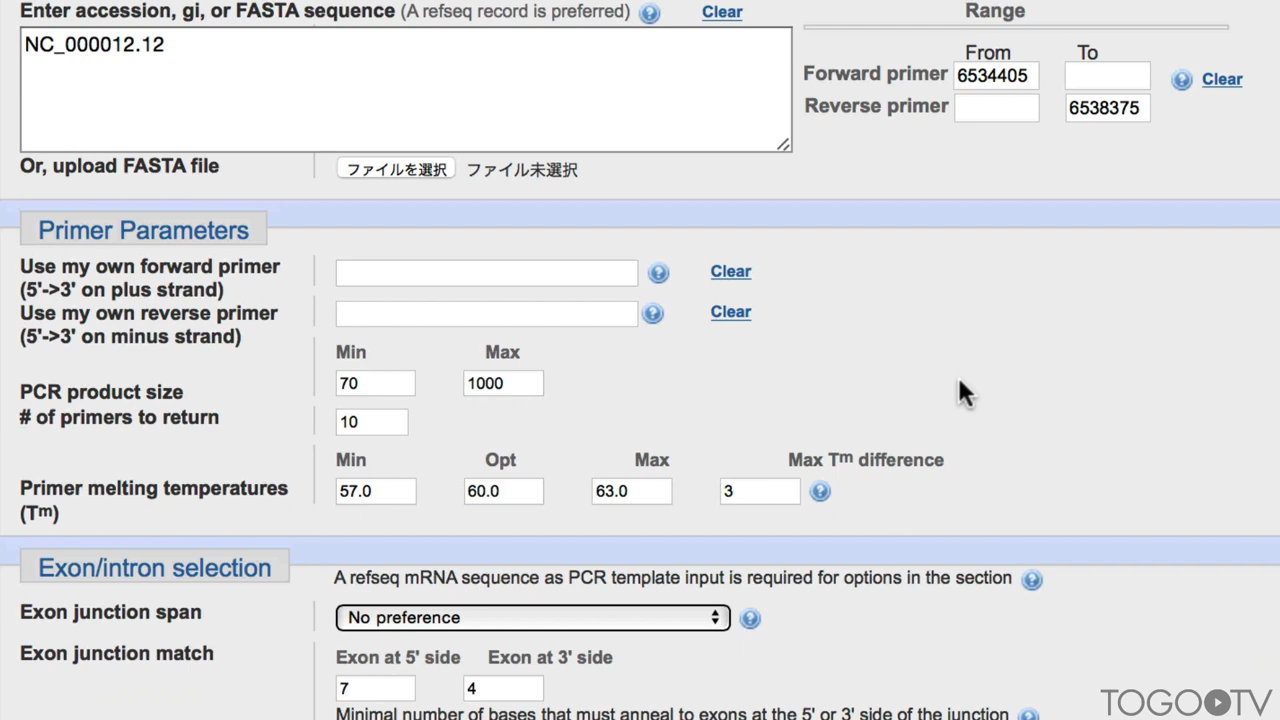 Enter accession, gi, or FASTA sequence (A refseq record is preferred) Clear Range
NC_000012.12
From To
Forward primer 6534405 Clear
Reverse primer 6538375
Or, upload FASTA file ファイルを選択 ファイル未選択
Primer Parameters
Use my own forward primer Clear
(5'->3' on plus strand)
Use my own reverse primer Clear
(5'->3' on minus strand)
Min Max
PCR product size 70 1000
# of primers to return 10
Min Opt Max Max Tm difference
Primer melting temperatures 57.0 60.0 63.0 3
(Tm)
Exon/intron selection
A refseq mRNA sequence as PCR template input is required for options in the section
Exon junction span No preference
Exon junction match Exon at 5' side Exon at 3' side
7 4
Minimal number of bases that must anneal to exons at the 5' or 3' side of the junction
TOGOTV